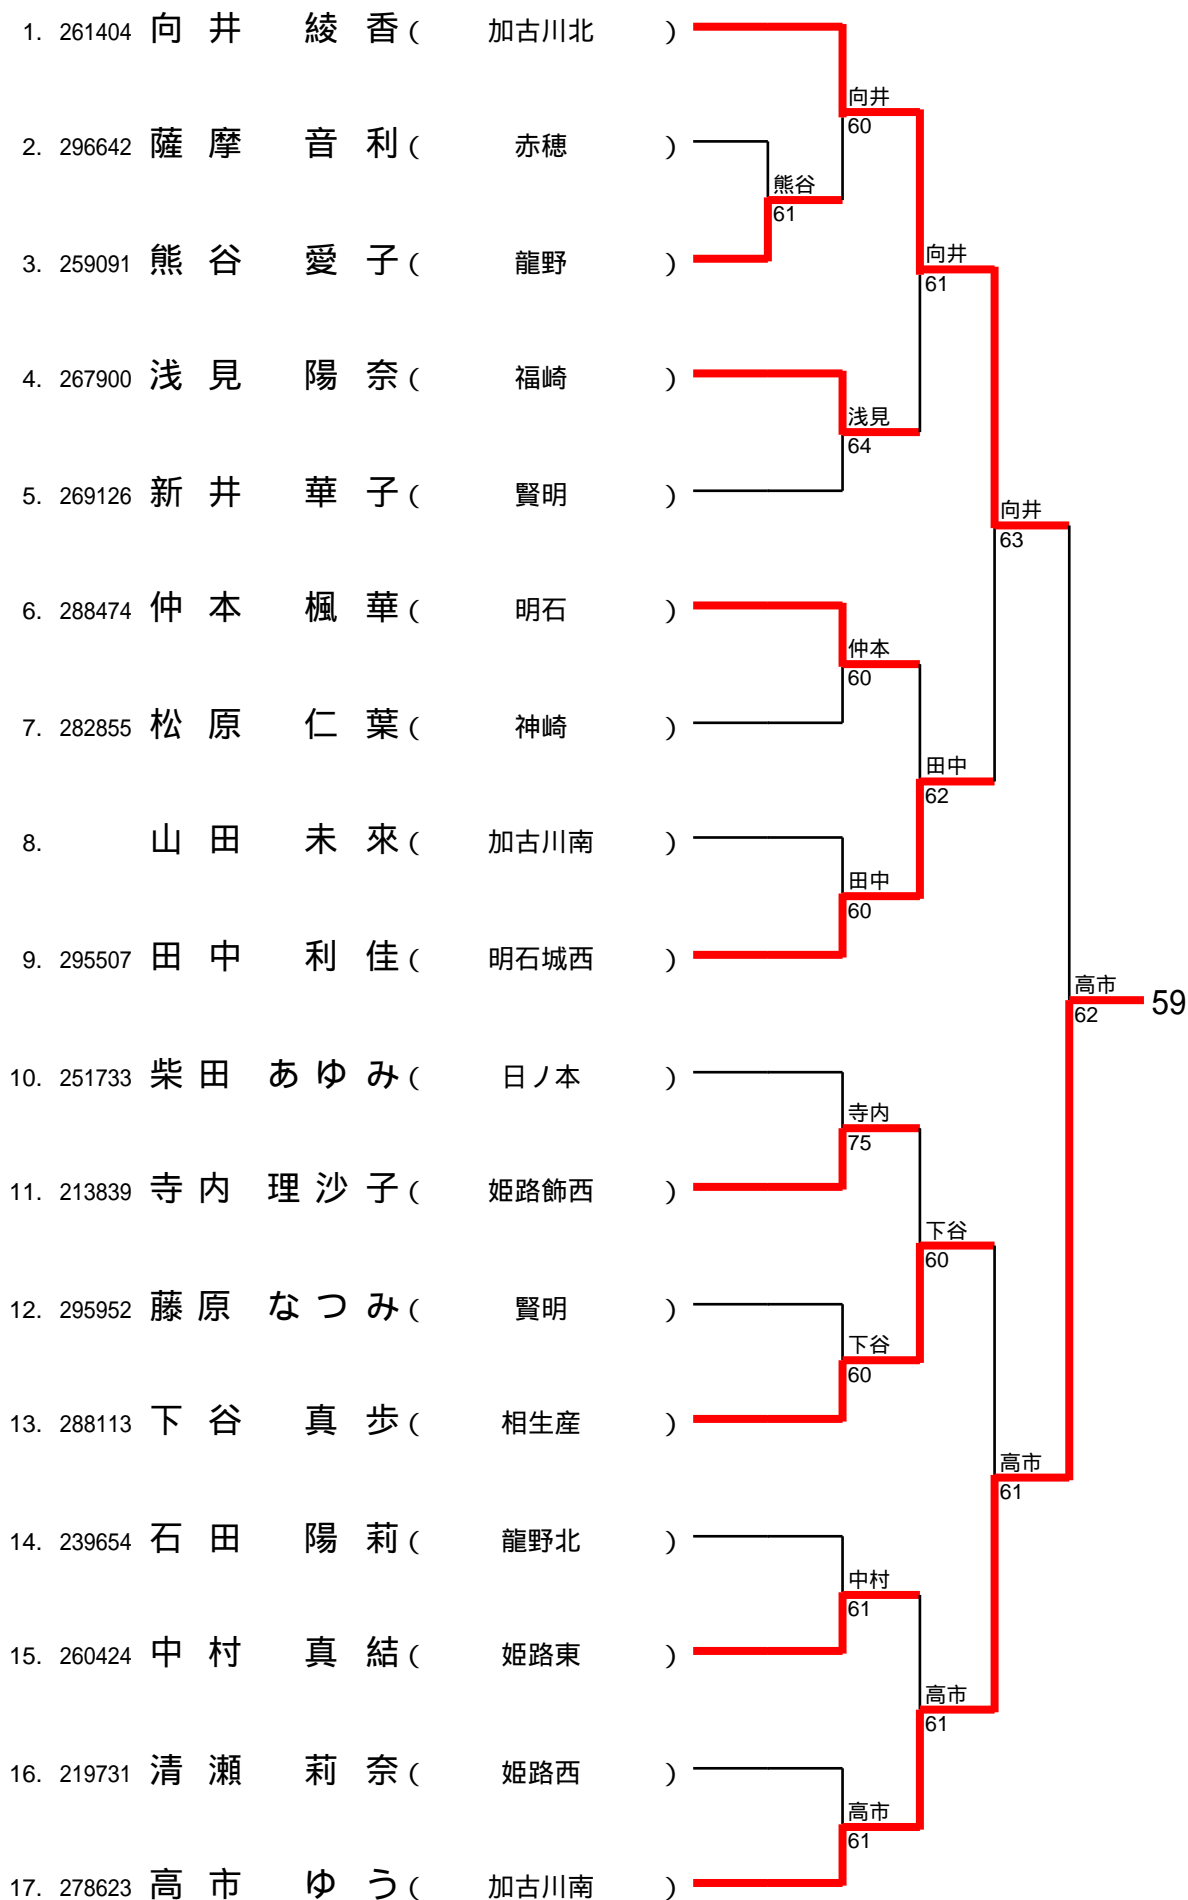 1. 261404 向井 綾香 ( 加古川北 )
向井
60
2. 296642 薩摩 音利 ( 赤穂 )
熊谷
61
3. 259091 熊谷 愛子 ( 龍野 )
向井
61
4. 267900 浅見 陽奈 ( 福崎 )
浅見
64
5. 269126 新井 華子 ( 賢明 )
向井
63
6. 288474 仲本 楓華 ( 明石 )
仲本
60
7. 282855 松原 仁葉 ( 神崎 )
田中
62
8. 山田 未來 ( 加古川南 )
田中
60
9. 295507 田中 利佳 ( 明石城西 )
高市
62
59
10. 251733 柴田 あゆみ ( 日ノ本 )
寺内
75
11. 213839 寺内 理沙子 ( 姫路飾西 )
下谷
60
12. 295952 藤原 なつみ ( 賢明 )
下谷
60
13. 288113 下谷 真歩 ( 相生産 )
高市
61
14. 239654 石田 陽莉 ( 龍野北 )
中村
61
15. 260424 中村 真結 ( 姫路東 )
高市
61
16. 219731 清瀬 莉奈 ( 姫路西 )
高市
61
17. 278623 高市 ゆう ( 加古川南 )